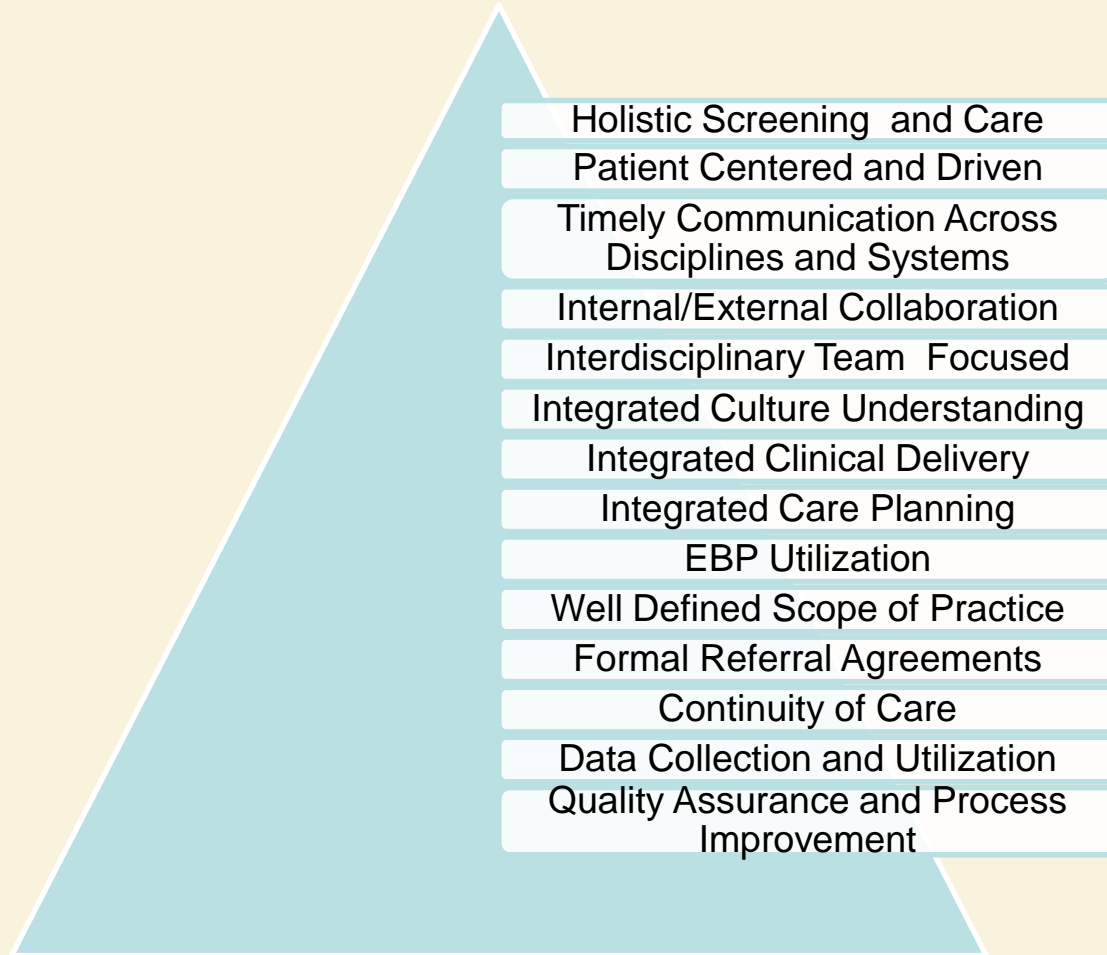 Holistic Screening  and Care
Patient Centered and Driven
Timely Communication Across
Disciplines and Systems
Internal/External Collaboration
Interdisciplinary Team  Focused
Integrated Culture Understanding
Integrated Clinical Delivery
Integrated Care Planning
EBP Utilization
Well Defined Scope of Practice
Formal Referral Agreements
Continuity of Care
Data Collection and Utilization
Quality Assurance and Process
Improvement